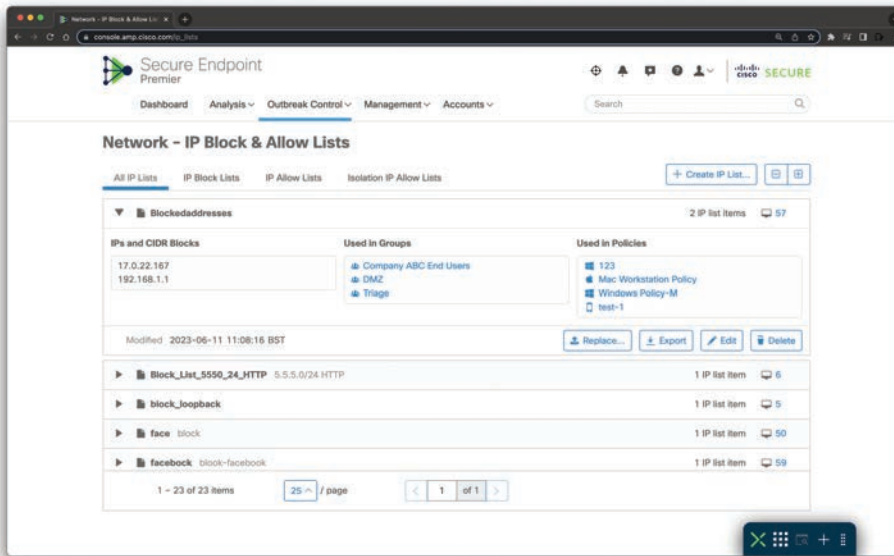 Network - IP Block & Allow Lis
console.amp.cisco.com/ip_lists
Secure Endpoint
Premier
cisco SECURE
Dashboard Analysis Outbreak Control Management Accounts Search
Network - IP Block & Allow Lists
All IP Lists IP Block Lists IP Allow Lists Isolation IP Allow Lists + Create IP List...
Blockedaddresses 2 IP list items 57
IPs and CIDR Blocks Used in Groups Used in Policies
17.0.22.167 Company ABC End Users 123
192.168.1.1 DMZ Mac Workstation Policy
Triage Windows Policy-M
test-1
Modified 2023-06-11 11:08:16 BST Replace... Export Edit Delete
Block_List_5550_24_HTTP 5.5.5.0/24 HTTP 1 IP list item 6
block_loopback 1 IP list item 5
face block 1 IP list item 50
facebock blook-facebook 1 IP list item 59
1 – 23 of 23 items 25 / page 1 of 1